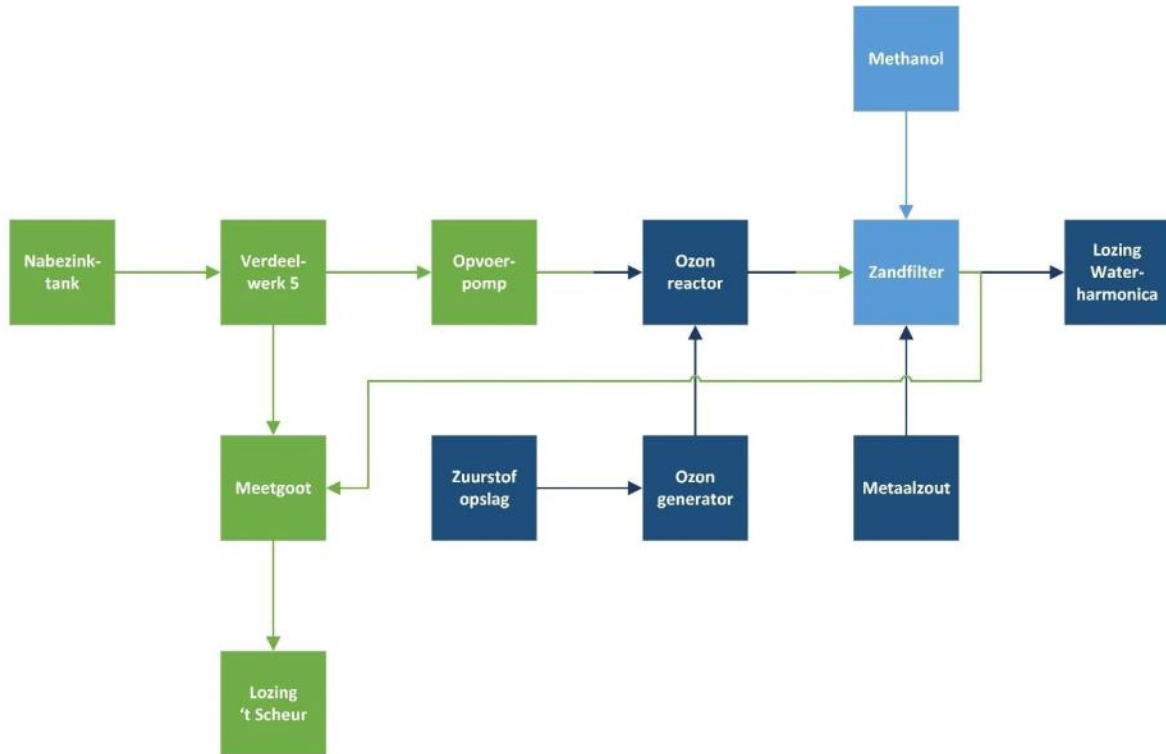 Methanol
Nabezink-
tank
Verdeel-
werk 5
Opvoer-
pomp
Ozon
reactor
Zandfilter
Lozing
Water-
harmonica
Meetgoot
Zuurstof
opslag
Ozon
generator
Metaalzout
Lozing
‘t Scheur